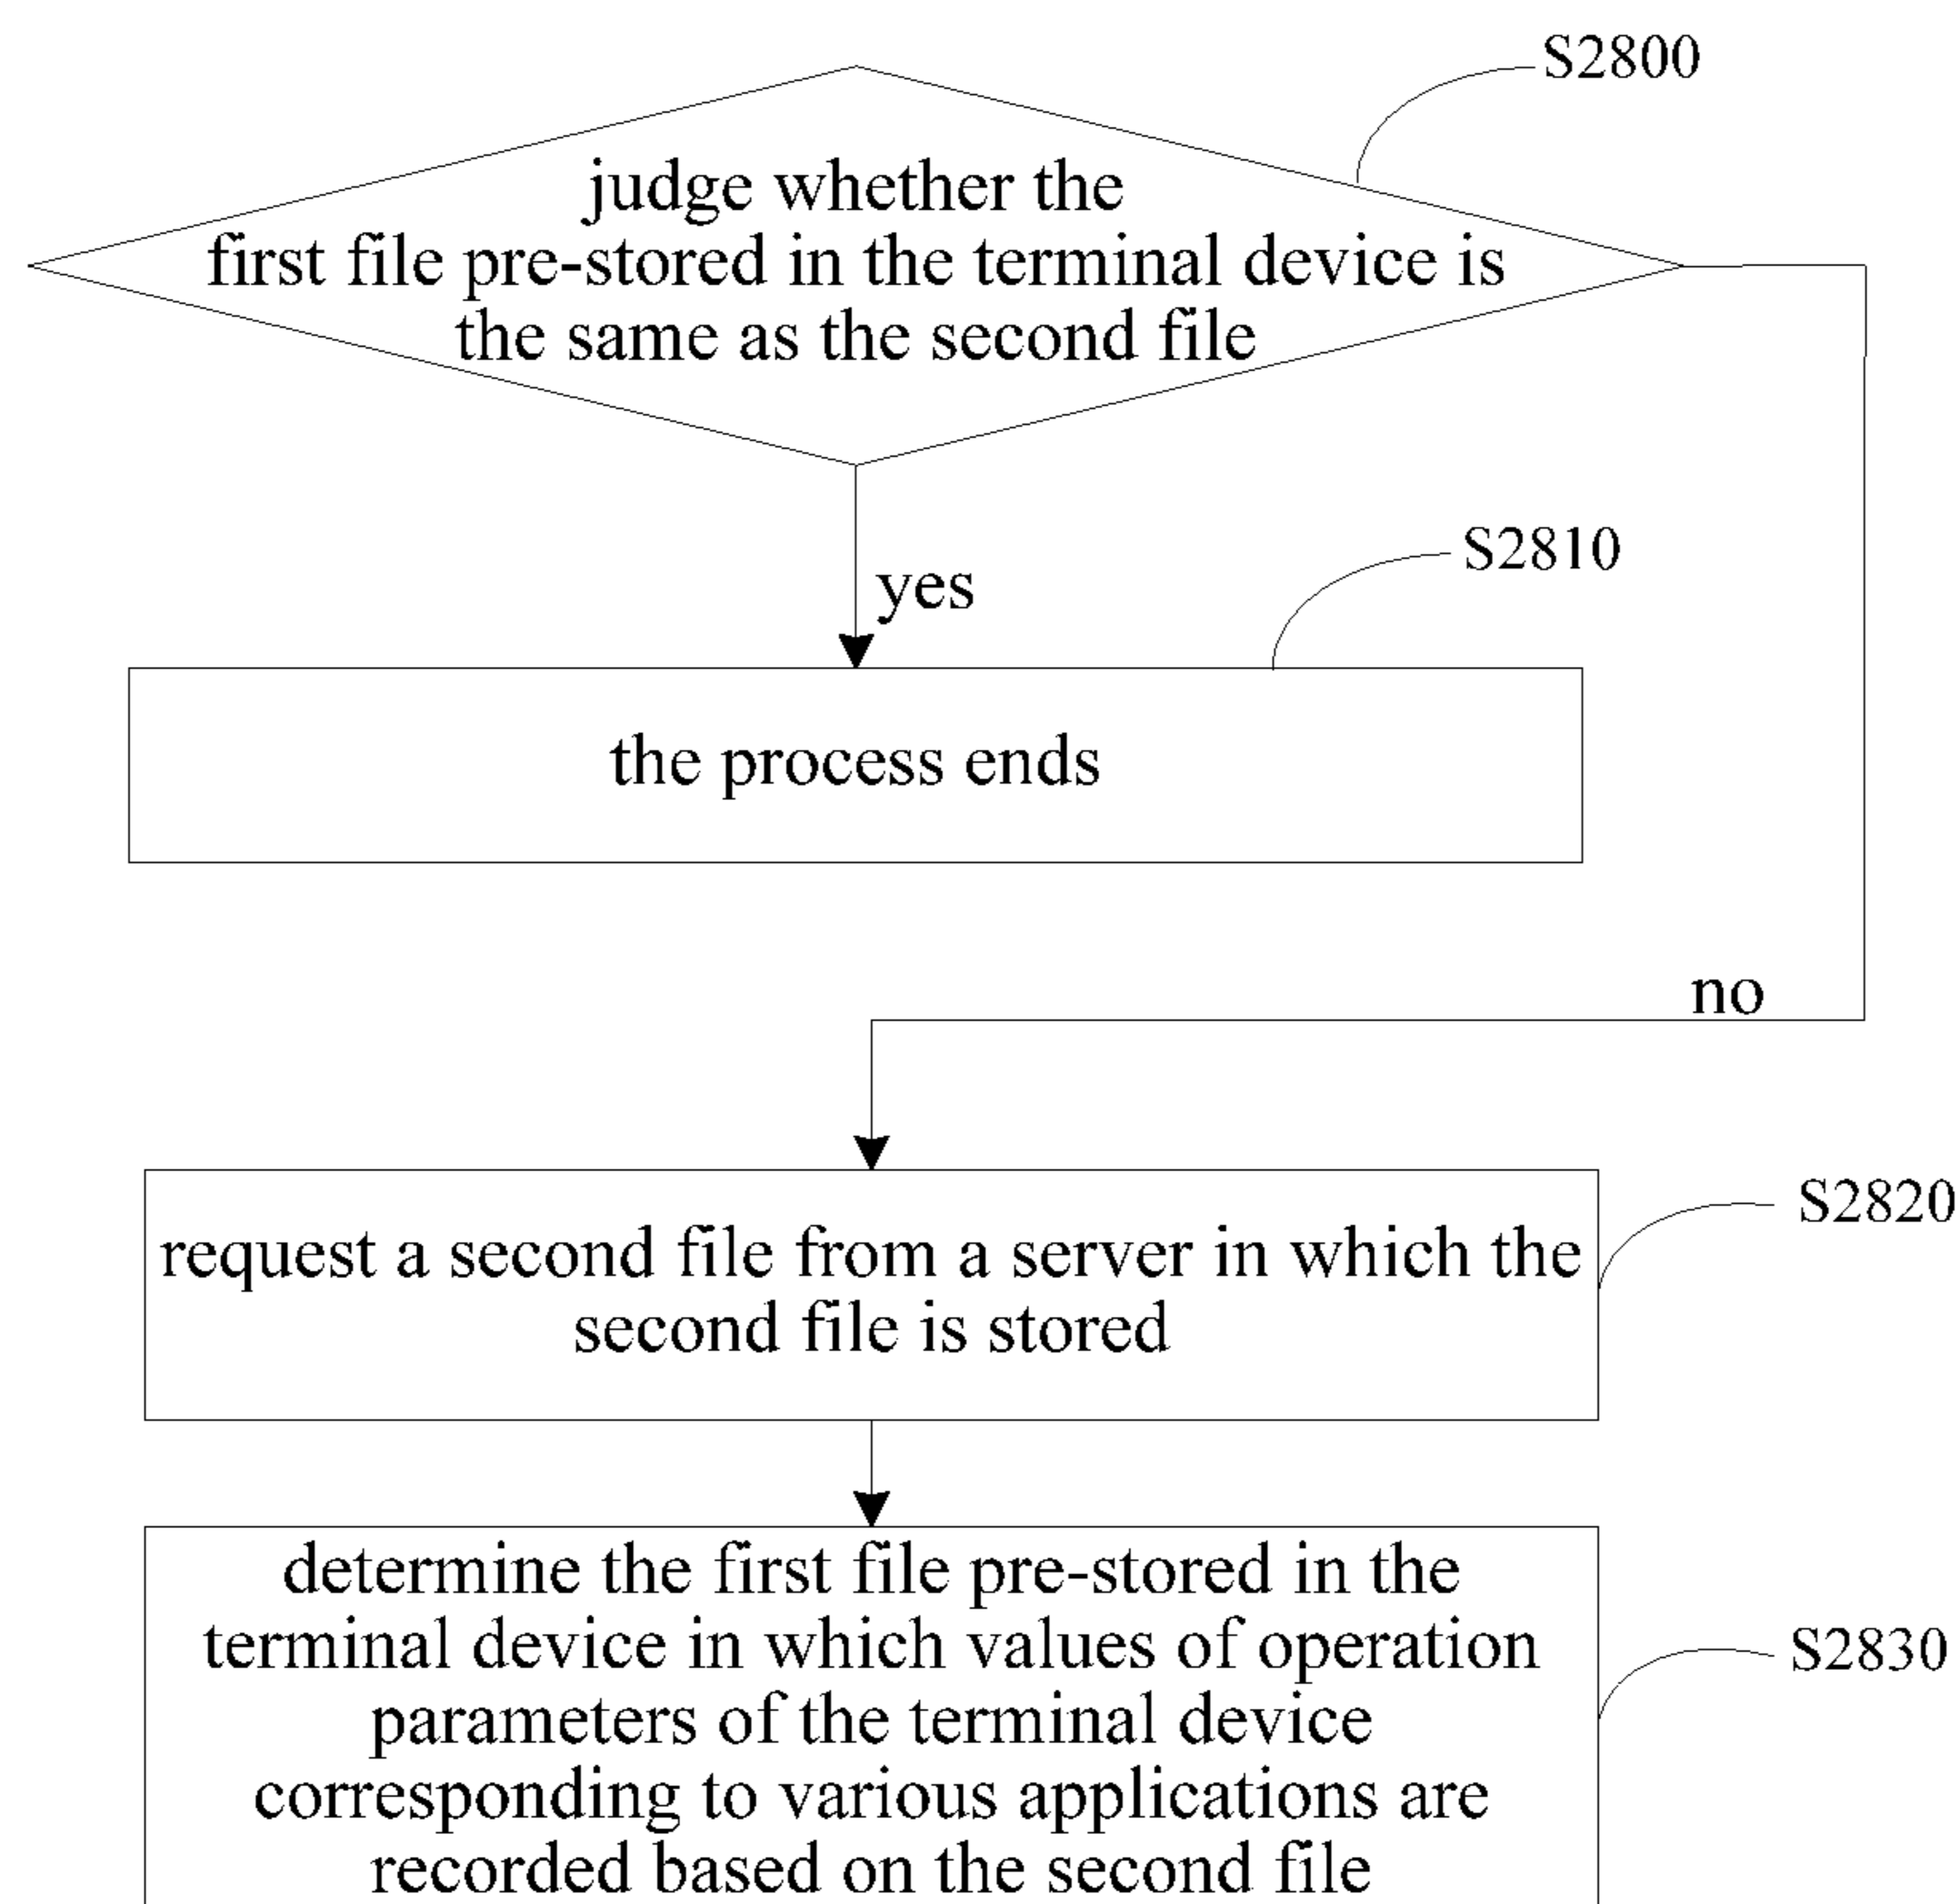 S2800
judge whether the
first file pre-stored in the terminal device is
the same as the second file
S2810
yes
the process ends
no
request a second file from a server in which the
second file is stored
S2820
determine the first file pre-stored in the
terminal device in which values of operation
parameters of the terminal device
corresponding to various applications are
recorded based on the second file
S2830